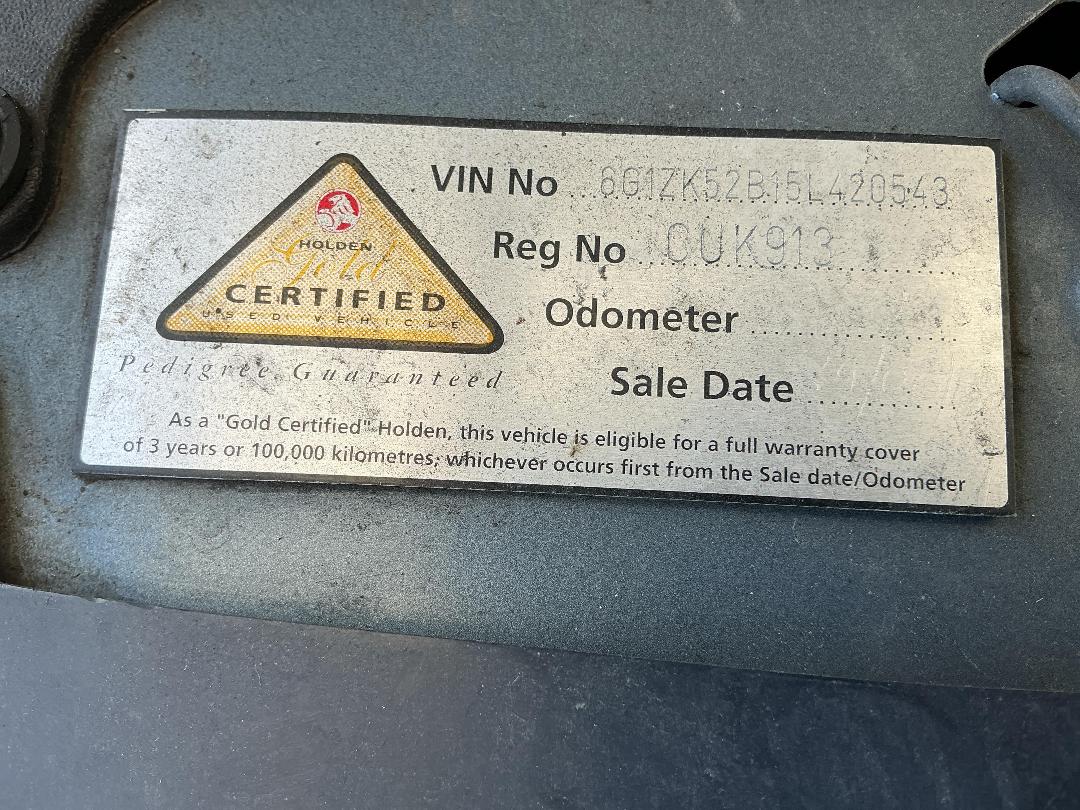 VIN No 6G1ZK52B15L420543
Reg No CUK913
Odometer
Sale Date
HOLDEN
Gold
CERTIFIED
USED VEHICLE
Pedigree Guaranteed
As a "Gold Certified" Holden, this vehicle is eligible for a full warranty cover
of 3 years or 100,000 kilometres, whichever occurs first from the Sale date/Odometer